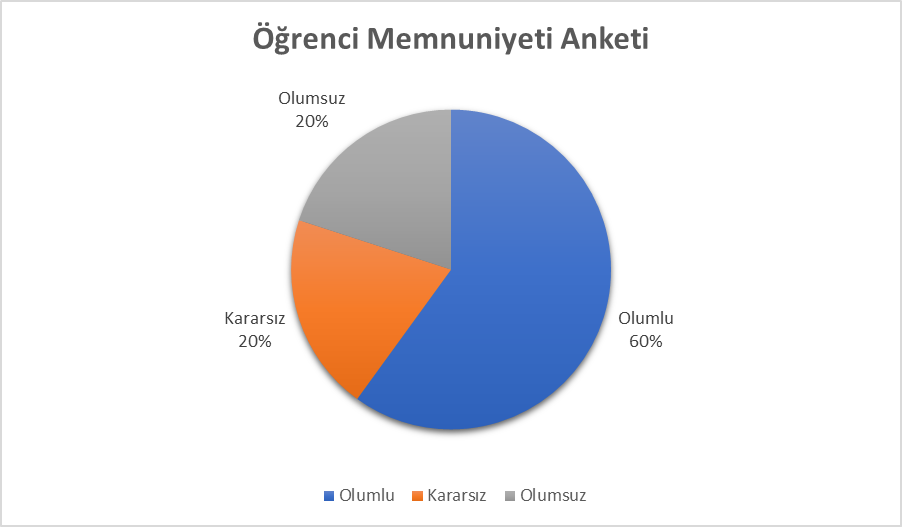 Öğrenci Memnuniyeti Anketi
Olumsuz
20%
Kararsız
20%
Olumlu
60%
Olumlu Kararsız Olumsuz